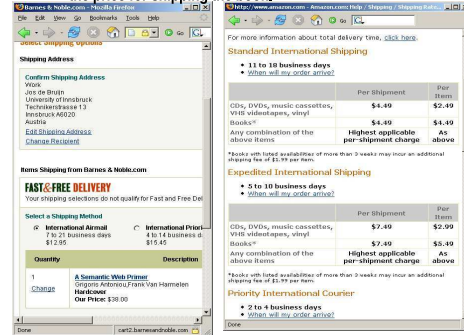 Barnes & Noble.com - Mozilla Firefox
File Edit View Go Bookmarks Tools Help
Go
Select Shipping Options
Shipping Address
Confirm Shipping Address
Work
Jos de Bruijn
University of Innsbruck
Technikerstrasse 13
Innsbruck A6020
Austria
Edit Shipping Address
Change Recipient
Items Shipping from Barnes & Noble.com
FAST&FREE DELIVERY
Your shipping selections do not qualify for Fast and Free Del
Select a Shipping Method
International Airmail
7 to 21 business days
$12.95
International Priori
4 to 14 business d
$15.45
Quantity Description
1 A Semantic Web Primer
Change Grigoris Antoniou,Frank Van Harmelen
Hardcover
Our Price: $38.00
Done cart2.barnesandnoble.com
http://www.amazon.com - Amazon.com: Help / Shipping / Shipping Rate...
Go
For more information about total delivery time, click here.
Standard International Shipping
11 to 18 business days
When will my order arrive?
Per Shipment Per Item
CDs, DVDs, music cassettes, VHS videotapes, vinyl $4.49 $2.49
Books* $4.49 $4.49
Any combination of the above items Highest applicable per-shipment charge As above
*Books with listed availabilities of more than 3 weeks may incur an additional
shipping fee of $1.99 per item.
Expedited International Shipping
5 to 10 business days
When will my order arrive?
Per Shipment Per Item
CDs, DVDs, music cassettes, VHS videotapes, vinyl $7.49 $2.99
Books* $7.49 $5.49
Any combination of the above items Highest applicable per-shipment charge As above
*Books with listed availabilities of more than 3 weeks may incur an additional
shipping fee of $1.99 per item.
Priority International Courier
2 to 4 business days
When will my order arrive?
Done